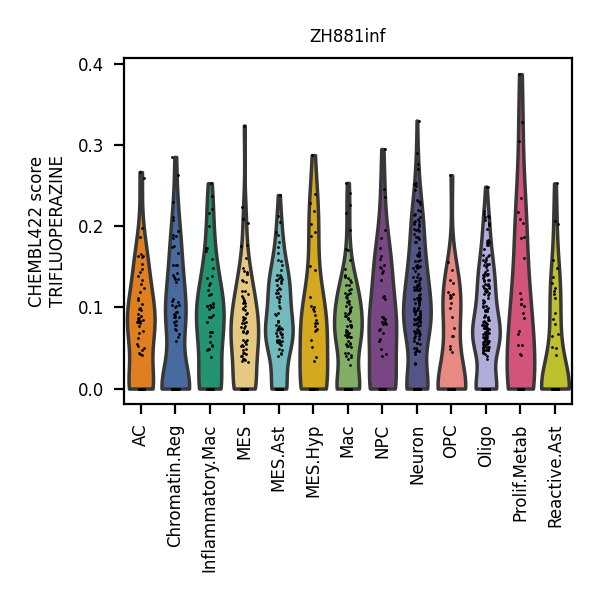 ZH881inf
CHEMBL422 score
TRIFLUOPERAZINE
0.4
0.3
0.2
0.1
0.0
AC
Chromatin.Reg
Inflammatory.Mac
MES
MES.Ast
MES.Hyp
Mac
NPC
Neuron
OPC
Oligo
Prolif.Metab
Reactive.Ast